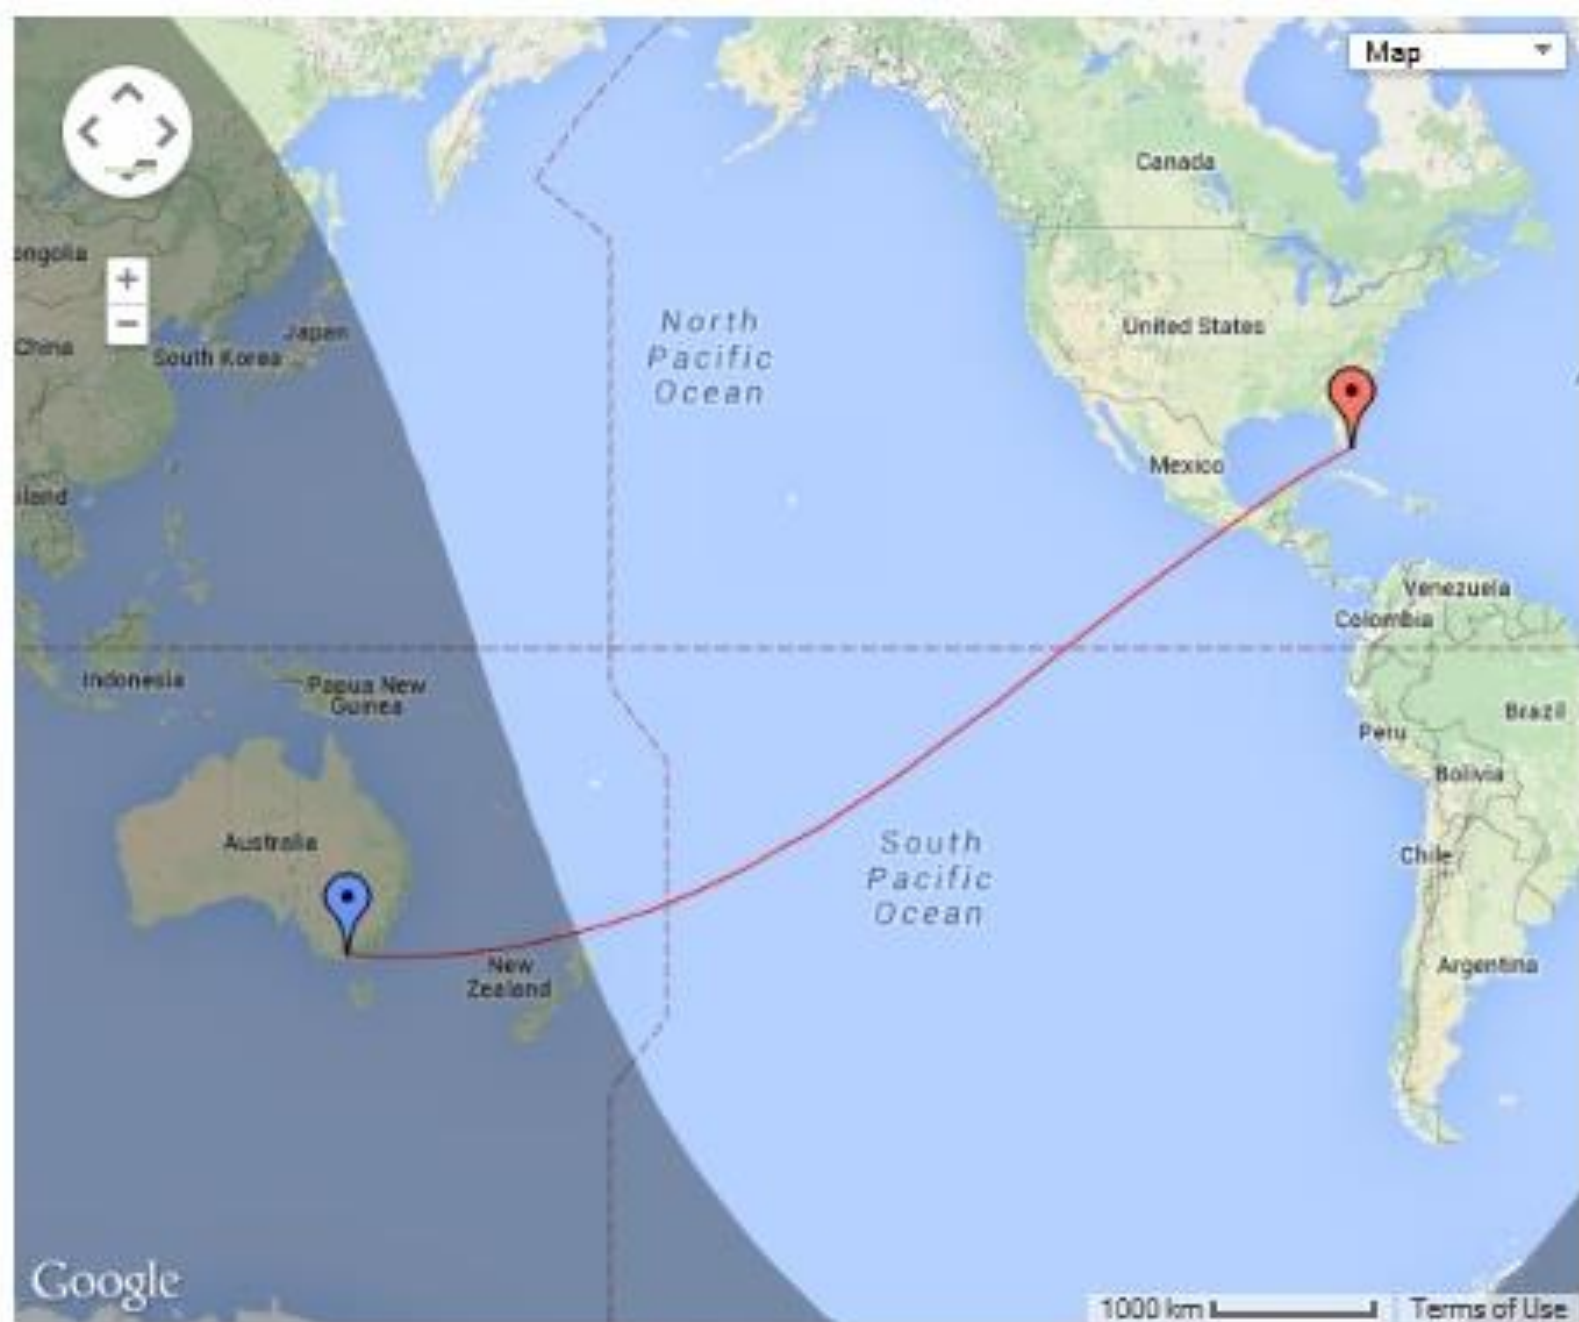 Map
Canada
ongolia
North
Pacific
Ocean
United States
Japan
China
South Korea
Mexico
iland
Venezuela
Colombia
Indonesia
Papua New
Guinea
Brazil
Peru
Bolivia
Australia
South
Pacific
Ocean
Chile
New
Zealand
Argentina
Google
1000 km
Terms of Use